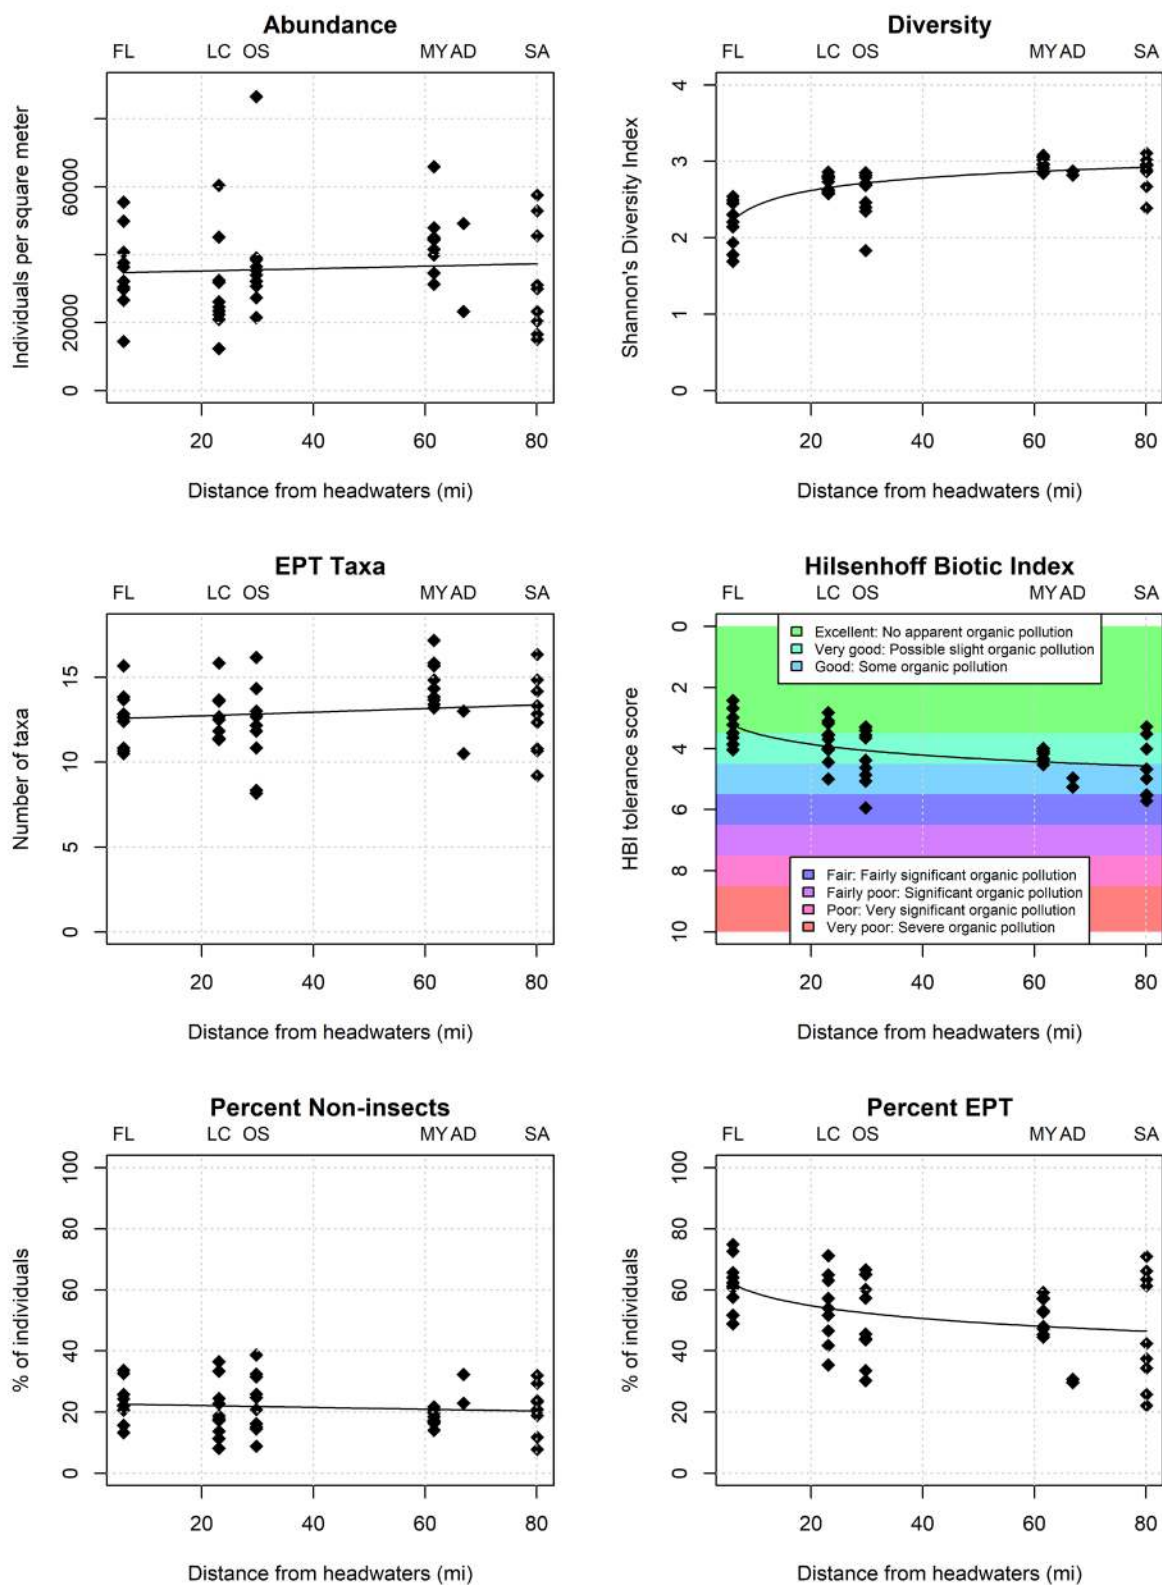 Abundance
FL LC OS MY AD SA
Individuals per square meter
60000
20000
0
20 40 60 80
Distance from headwaters (mi)
Diversity
FL LC OS MY AD SA
Shannon's Diversity Index
4
3
2
1
0
20 40 60 80
Distance from headwaters (mi)
EPT Taxa
FL LC OS MY AD SA
Number of taxa
15
10
5
0
20 40 60 80
Distance from headwaters (mi)
Hilsenhoff Biotic Index
FL LC OS MY AD SA
HBI tolerance score
0
2
4
6
8
10
Excellent: No apparent organic pollution
Very good: Possible slight organic pollution
Good: Some organic pollution
Fair: Fairly significant organic pollution
Fairly poor: Significant organic pollution
Poor: Very significant organic pollution
Very poor: Severe organic pollution
20 40 60 80
Distance from headwaters (mi)
Percent Non-insects
FL LC OS MY AD SA
% of individuals
100
80
60
40
20
0
20 40 60 80
Distance from headwaters (mi)
Percent EPT
FL LC OS MY AD SA
% of individuals
100
80
60
40
20
0
20 40 60 80
Distance from headwaters (mi)